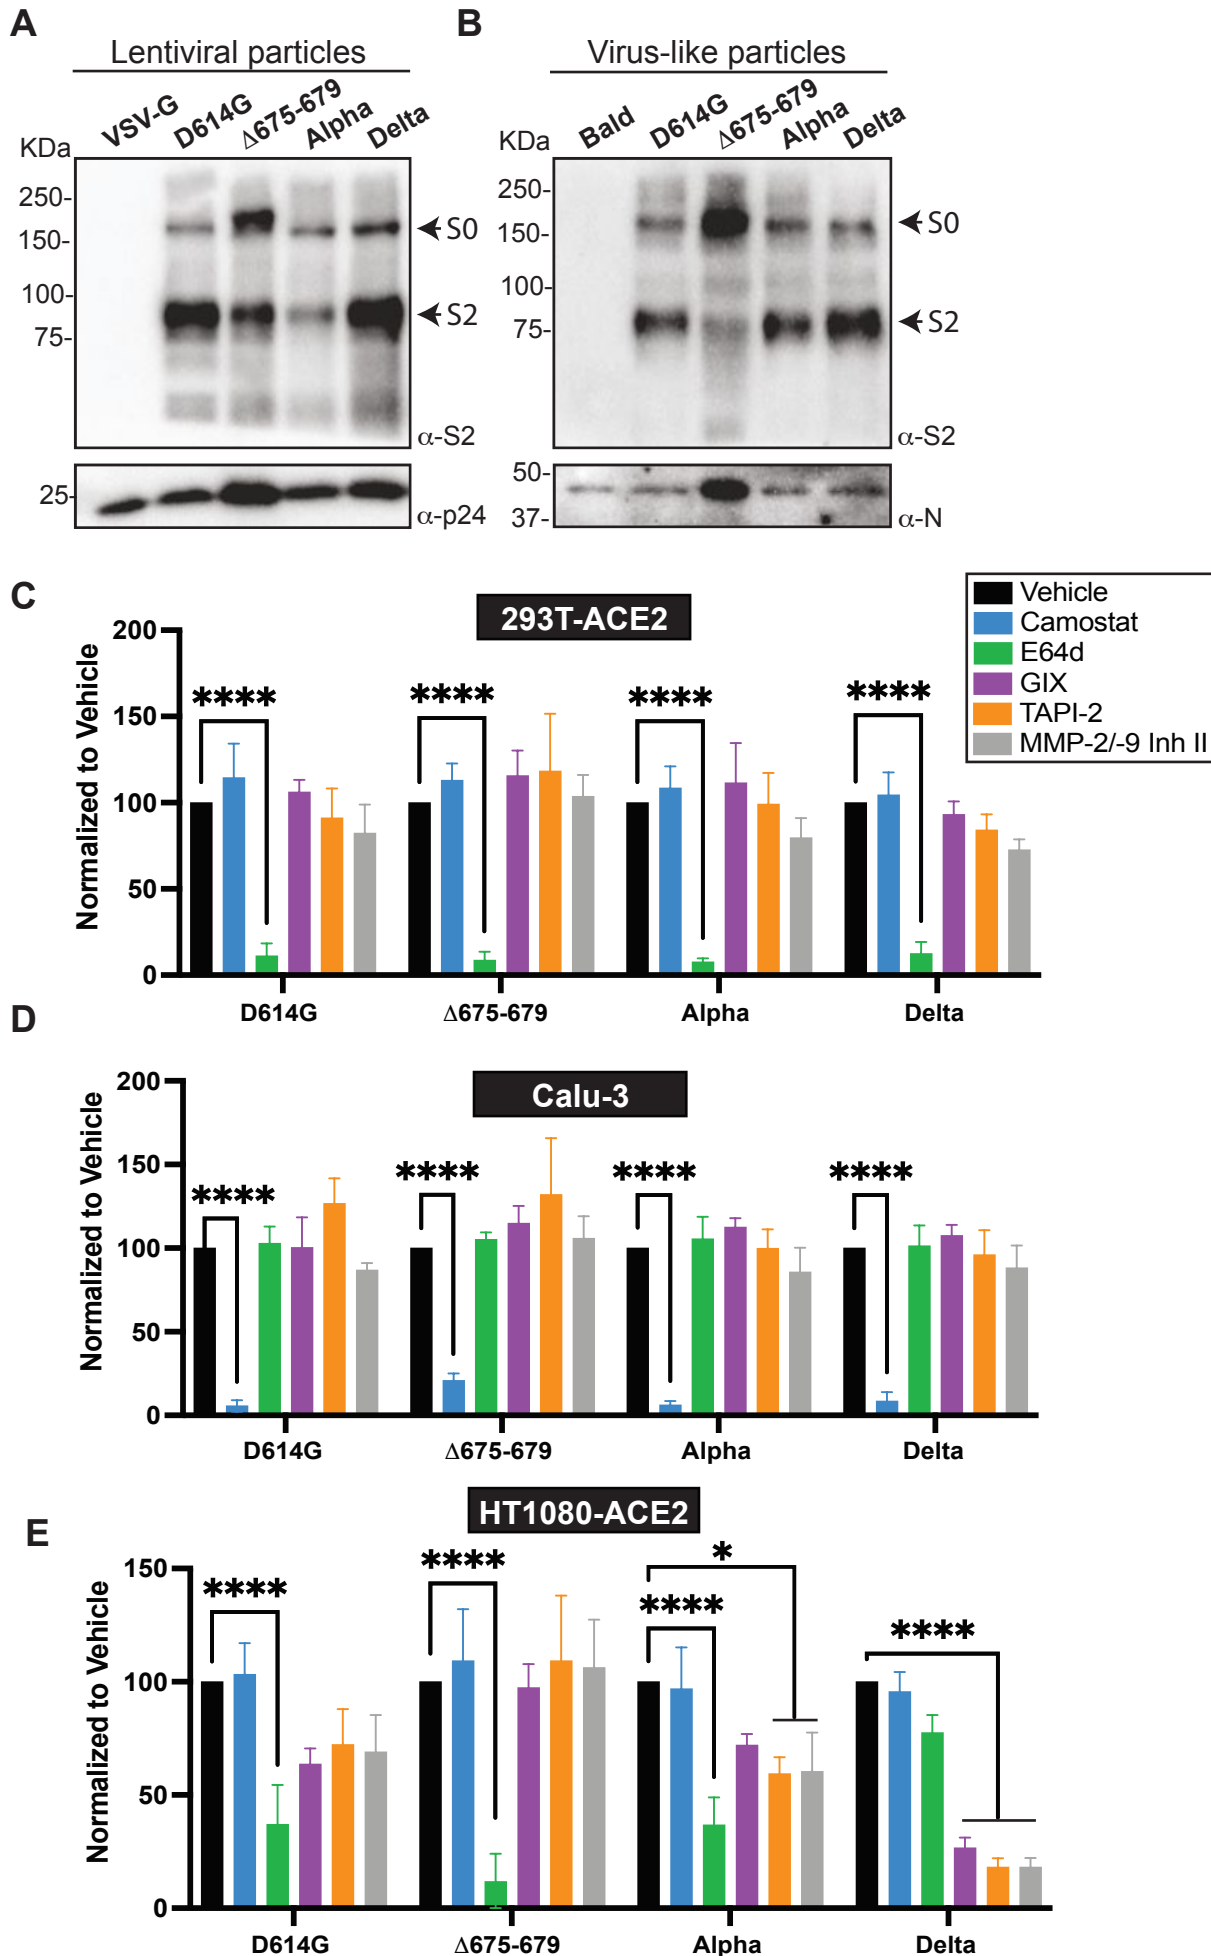 A
Lentiviral particles
VSV-G
D614G
Δ675-679
Alpha
Delta
KDa
250-
150-
100-
75-
S0
S2
α-S2
25-
α-p24
B
Virus-like particles
Bald
D614G
Δ675-679
Alpha
Delta
KDa
250-
150-
100-
75-
S0
S2
α-S2
50-
37-
α-N
Vehicle
Camostat
E64d
GIX
TAPI-2
MMP-2/-9 Inh II
C
293T-ACE2
Normalized to Vehicle
200
150
100
50
0
****
****
****
****
D614G
Δ675-679
Alpha
Delta
D
Calu-3
Normalized to Vehicle
200
150
100
50
0
****
****
****
****
D614G
Δ675-679
Alpha
Delta
E
HT1080-ACE2
Normalized to Vehicle
150
100
50
0
****
****
*
****
****
D614G
Δ675-679
Alpha
Delta